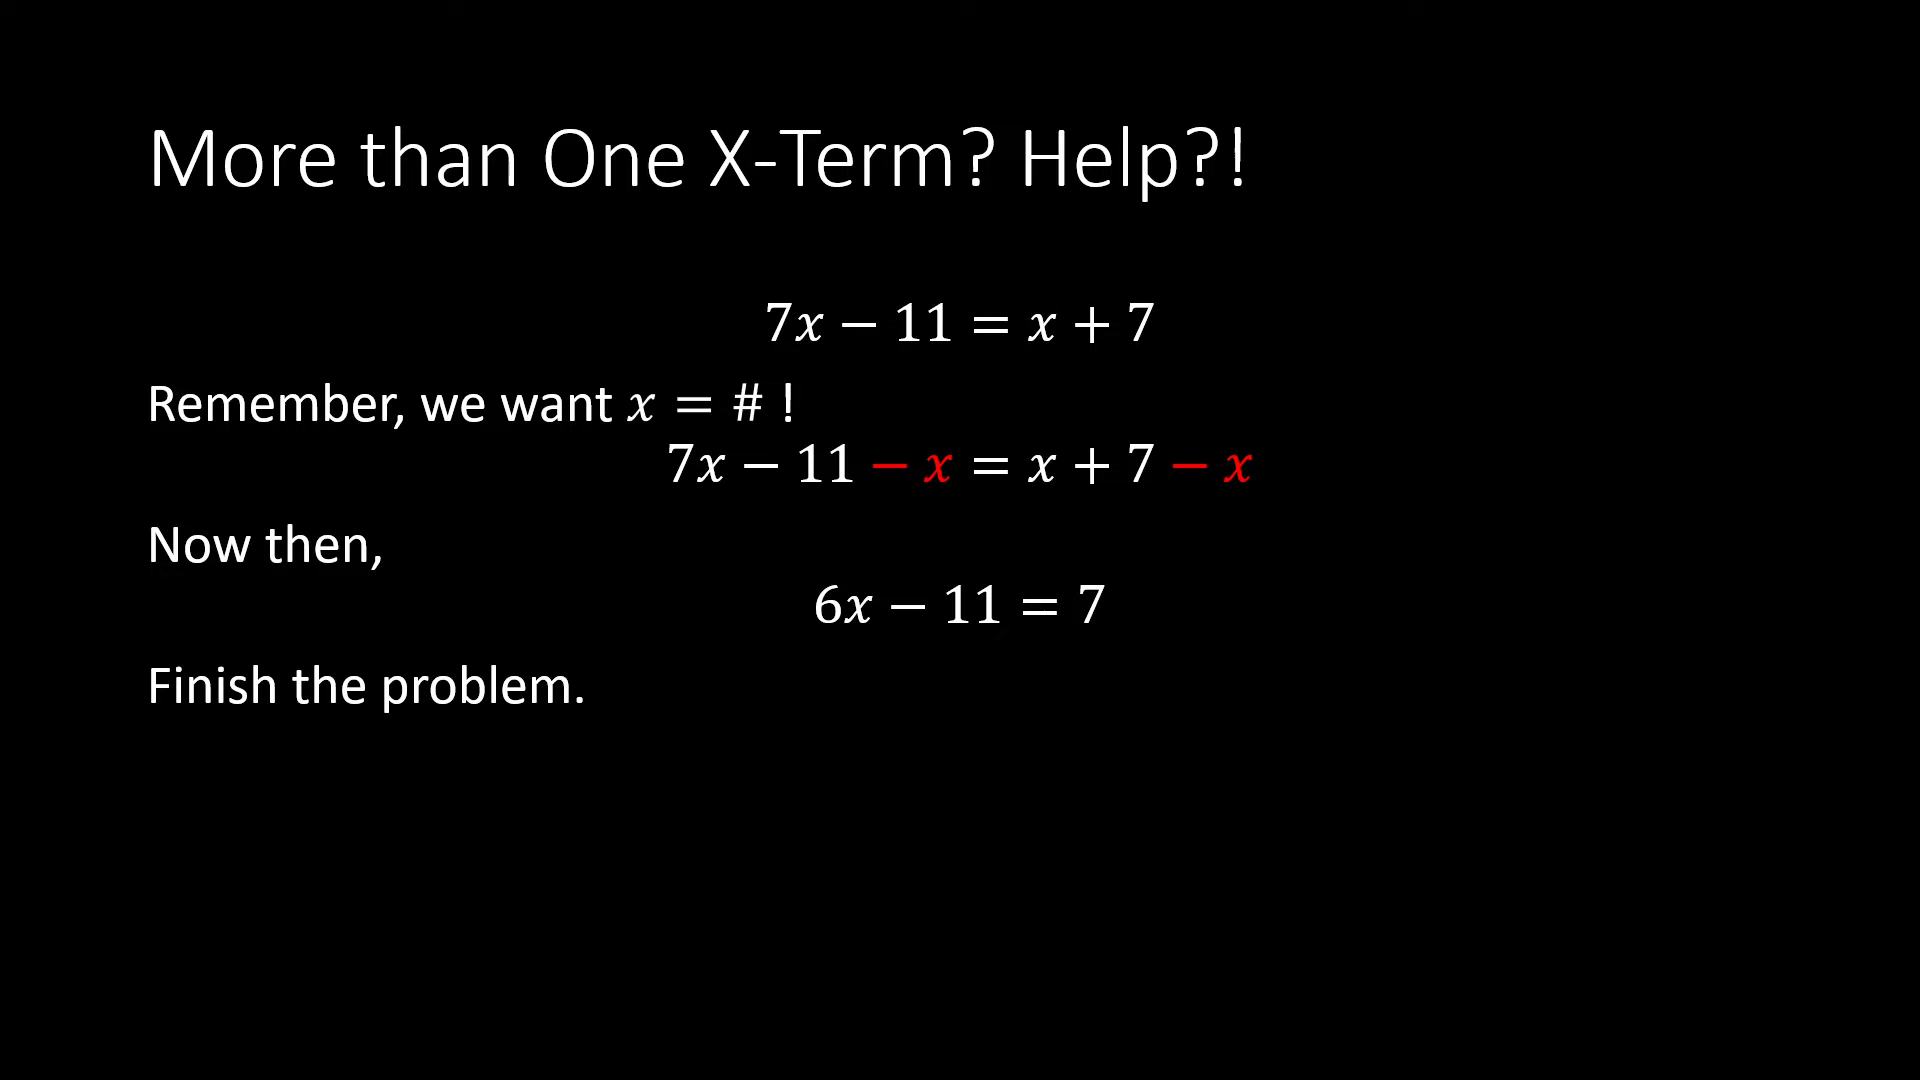 More than One X-Term? Help?!
7x − 11 = x + 7
Remember, we want x = # !
7x − 11 − x = x + 7 − x
Now then,
6x − 11 = 7
Finish the problem.